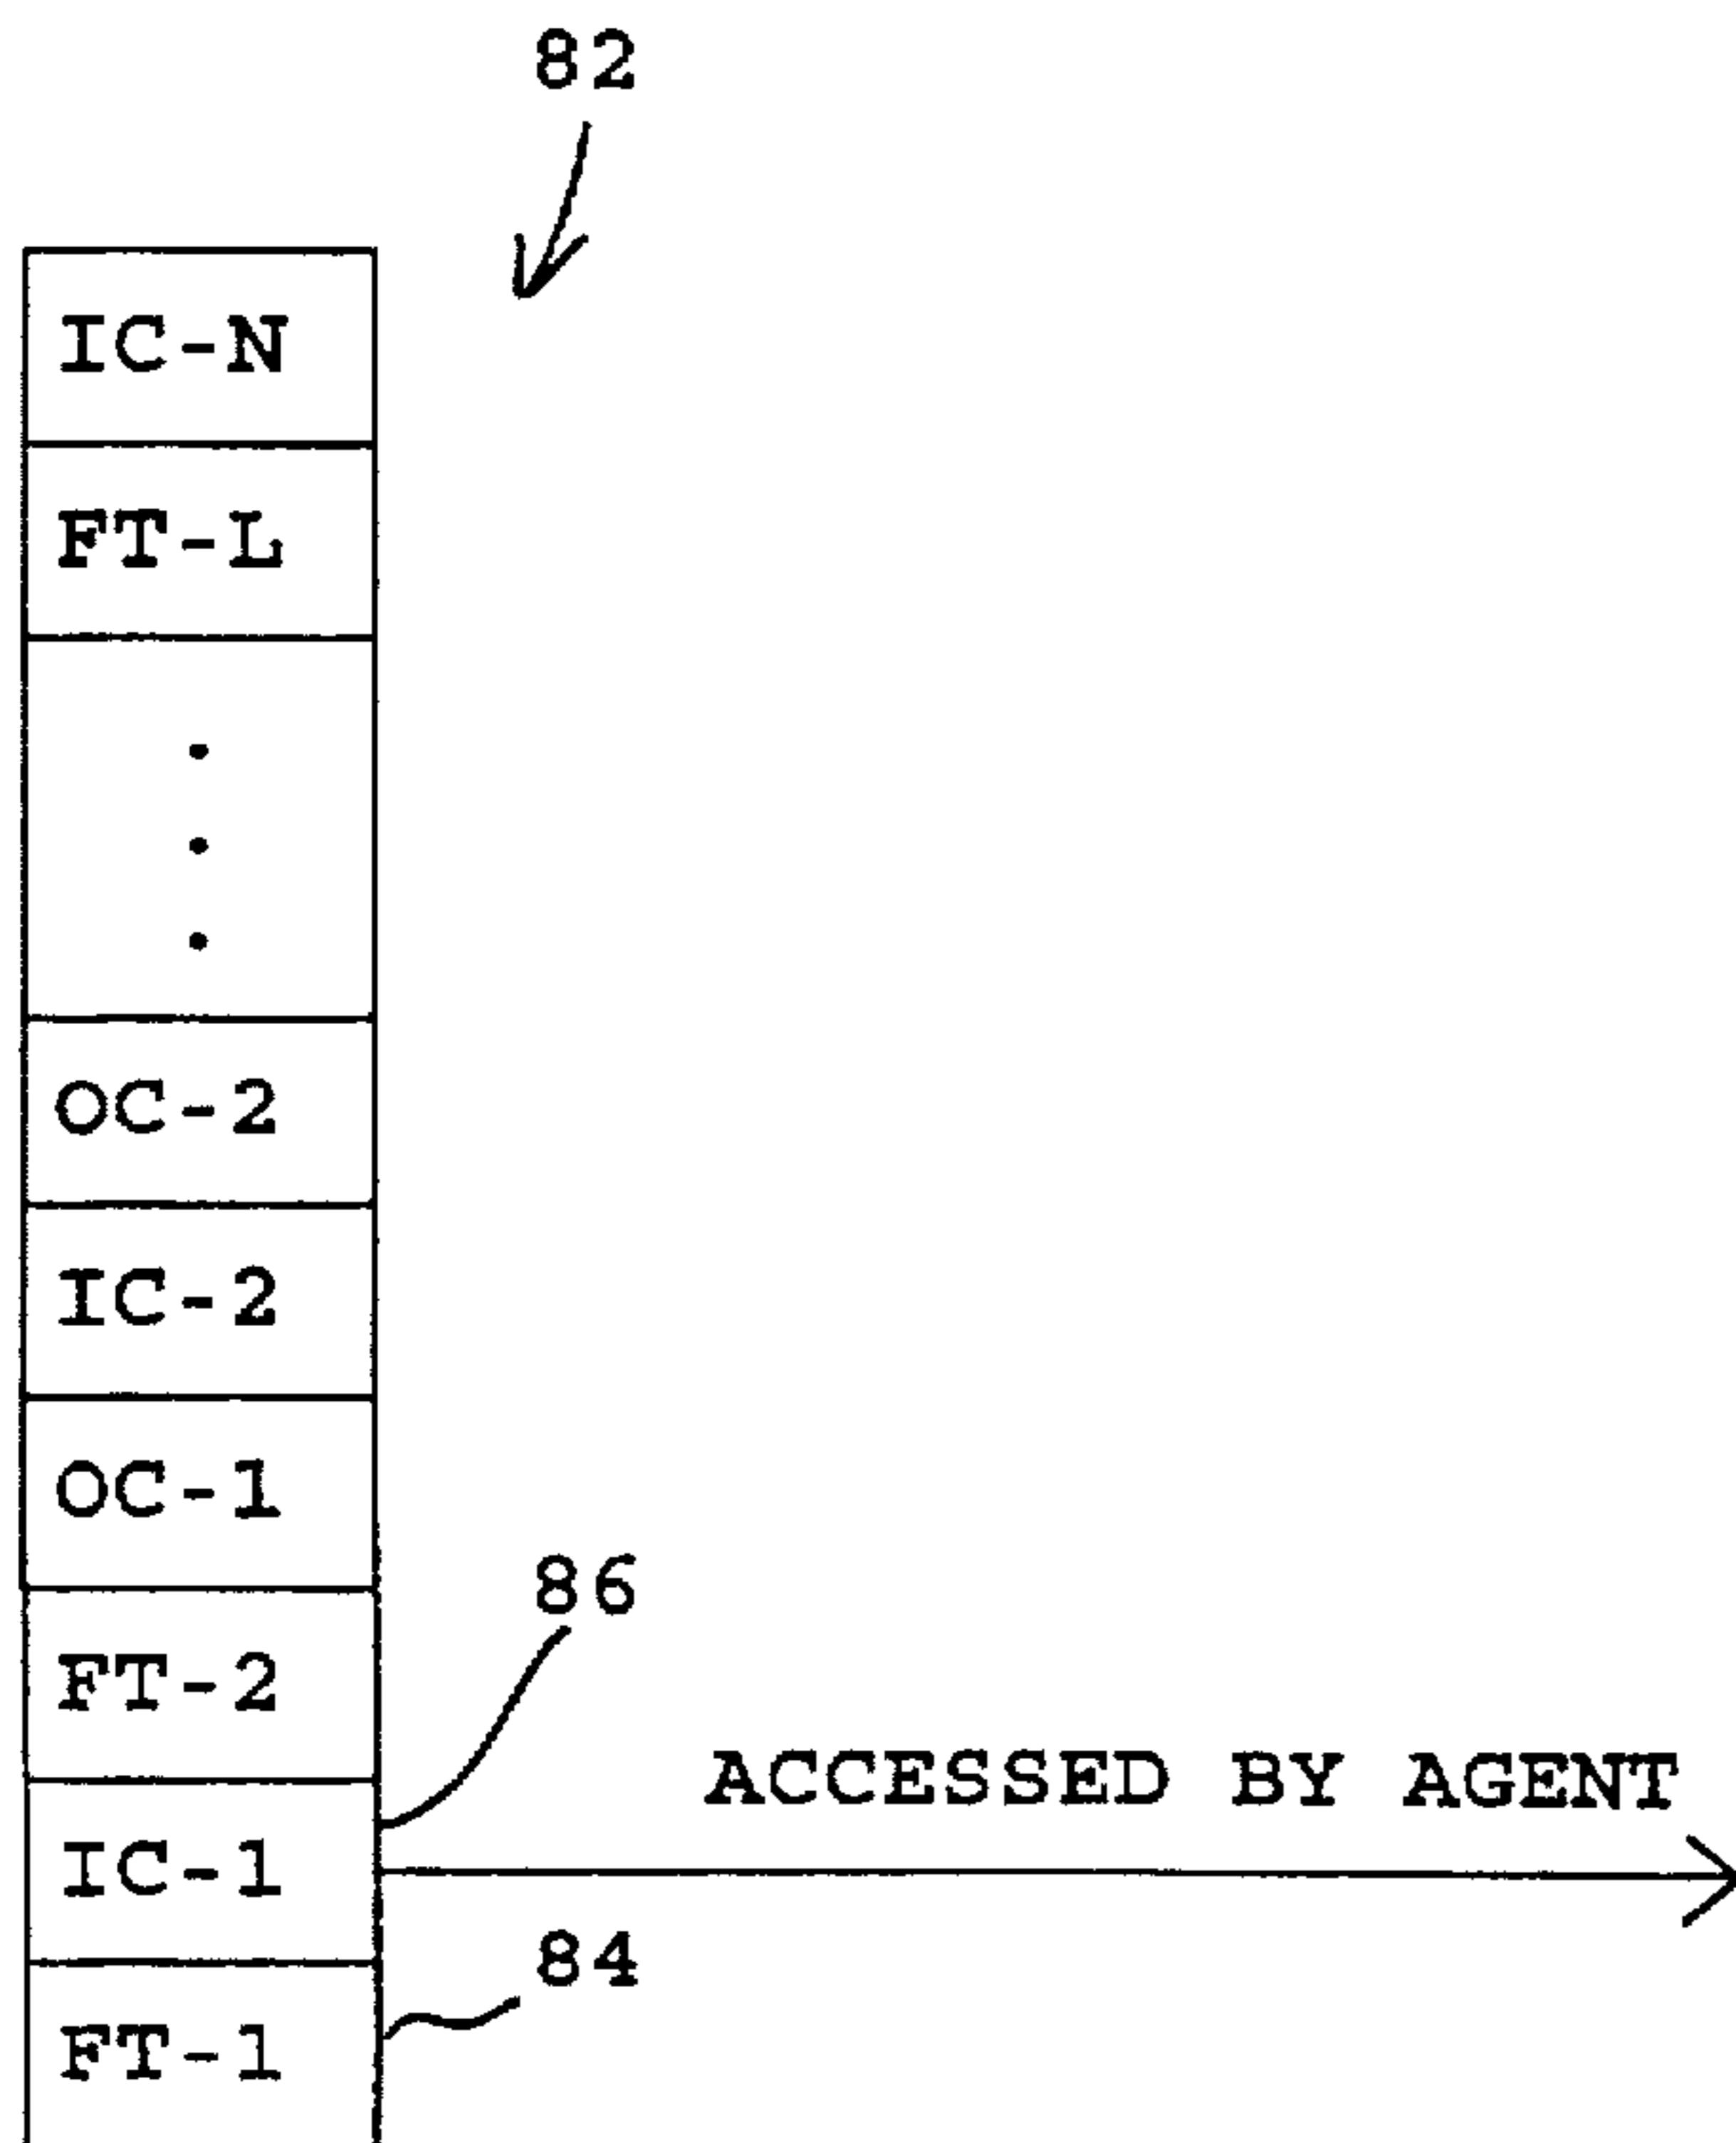 82
IC-N
FT-L
OC-2
IC-2
OC-1
86
FT-2
ACCESSED BY AGENT
IC-1
84
FT-1